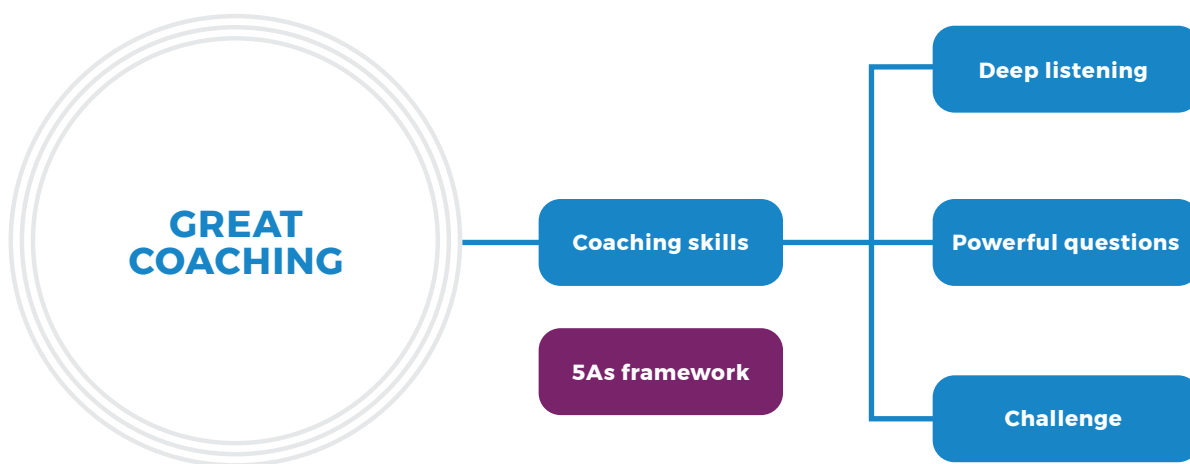 GREAT
COACHING
Coaching skills
5As framework
Deep listening
Powerful questions
Challenge